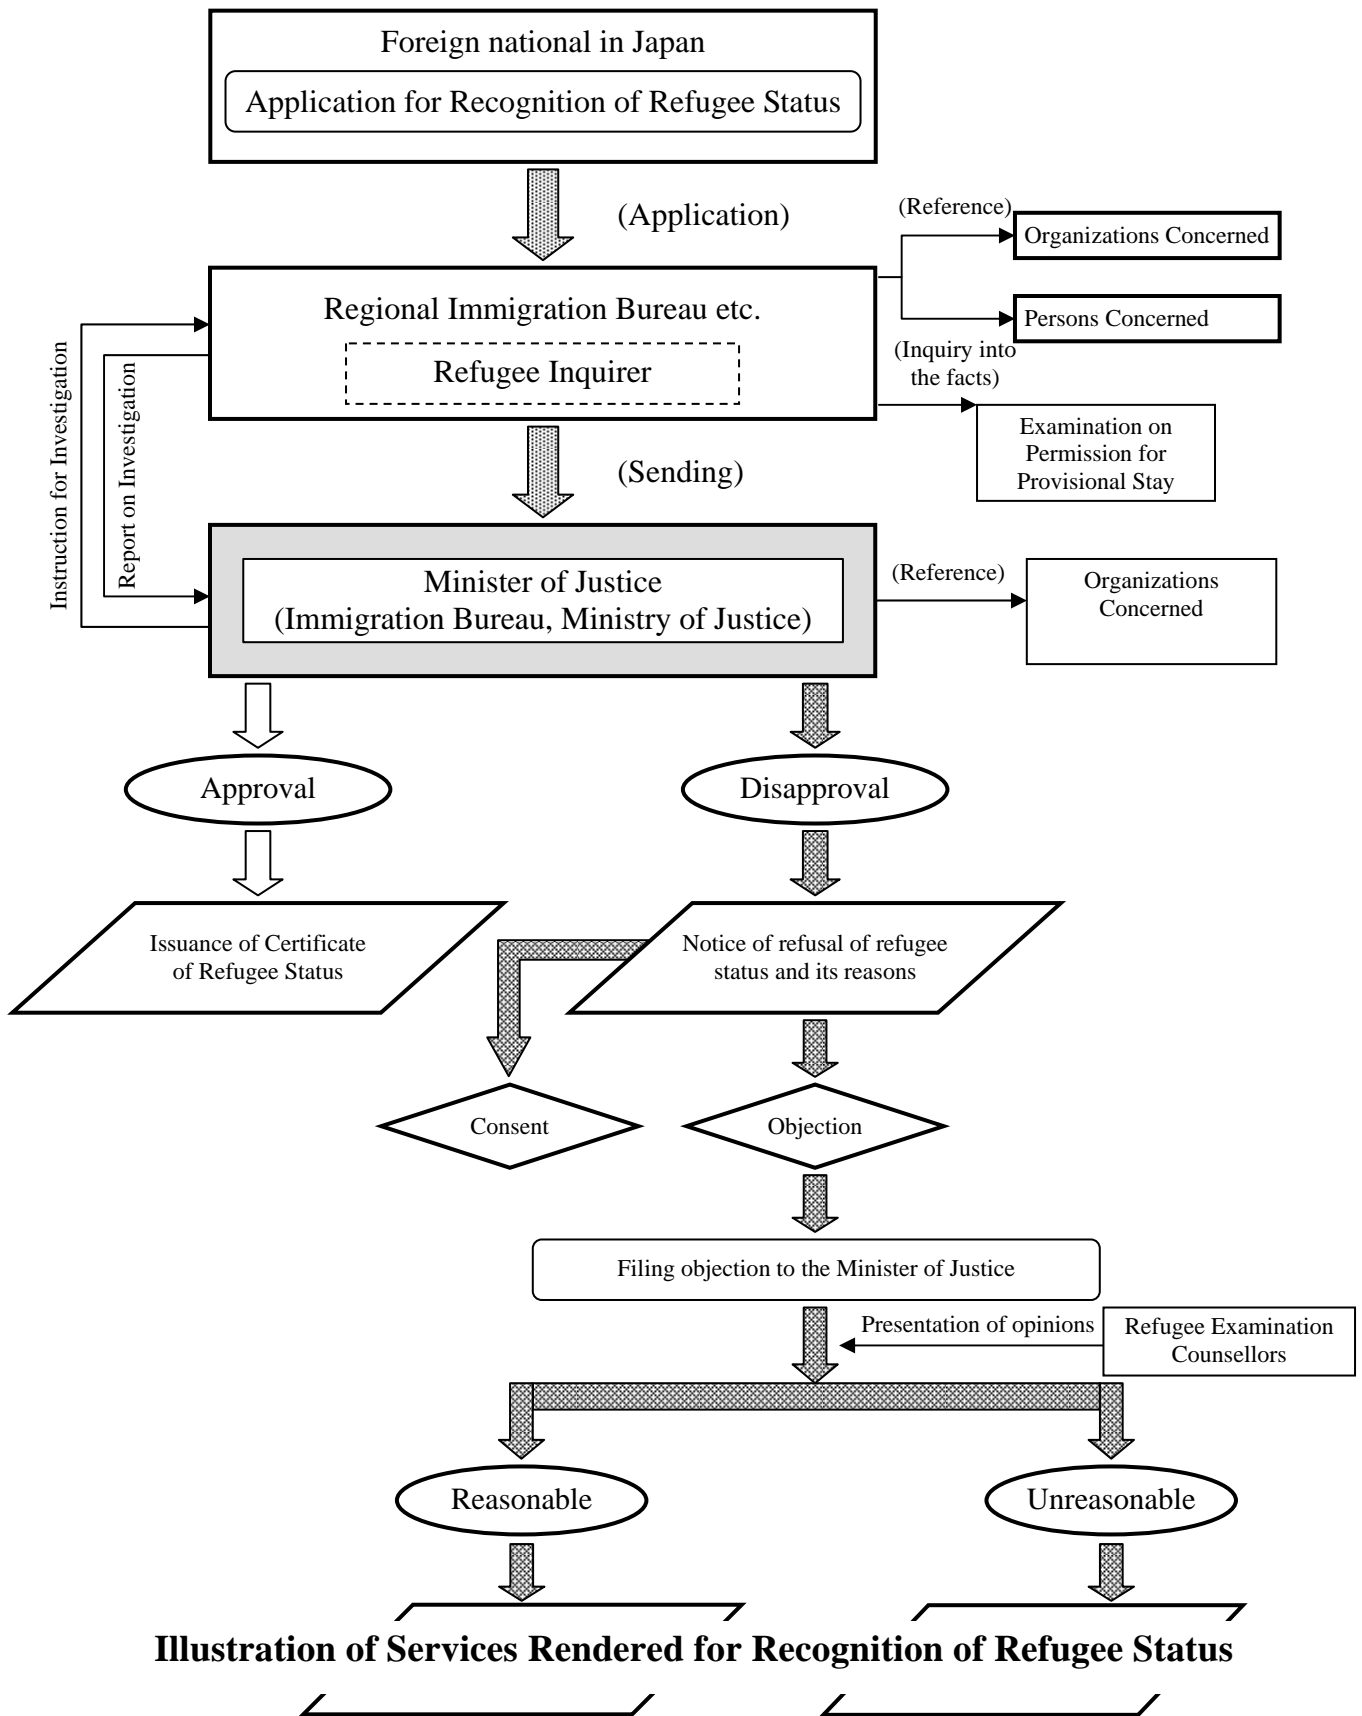 Foreign national in Japan
Application for Recognition of Refugee Status
(Application)
(Reference)
Organizations Concerned
Persons Concerned
Regional Immigration Bureau etc.
Refugee Inquirer
(Inquiry into
the facts)
Examination on
Permission for
Provisional Stay
Instruction for Investigation
Report on Investigation
(Sending)
Minister of Justice
(Immigration Bureau, Ministry of Justice)
(Reference)
Organizations
Concerned
Approval
Disapproval
Issuance of Certificate
of Refugee Status
Notice of refusal of refugee
status and its reasons
Consent
Objection
Filing objection to the Minister of Justice
Presentation of opinions
Refugee Examination
Counsellors
Reasonable
Unreasonable
Illustration of Services Rendered for Recognition of Refugee Status